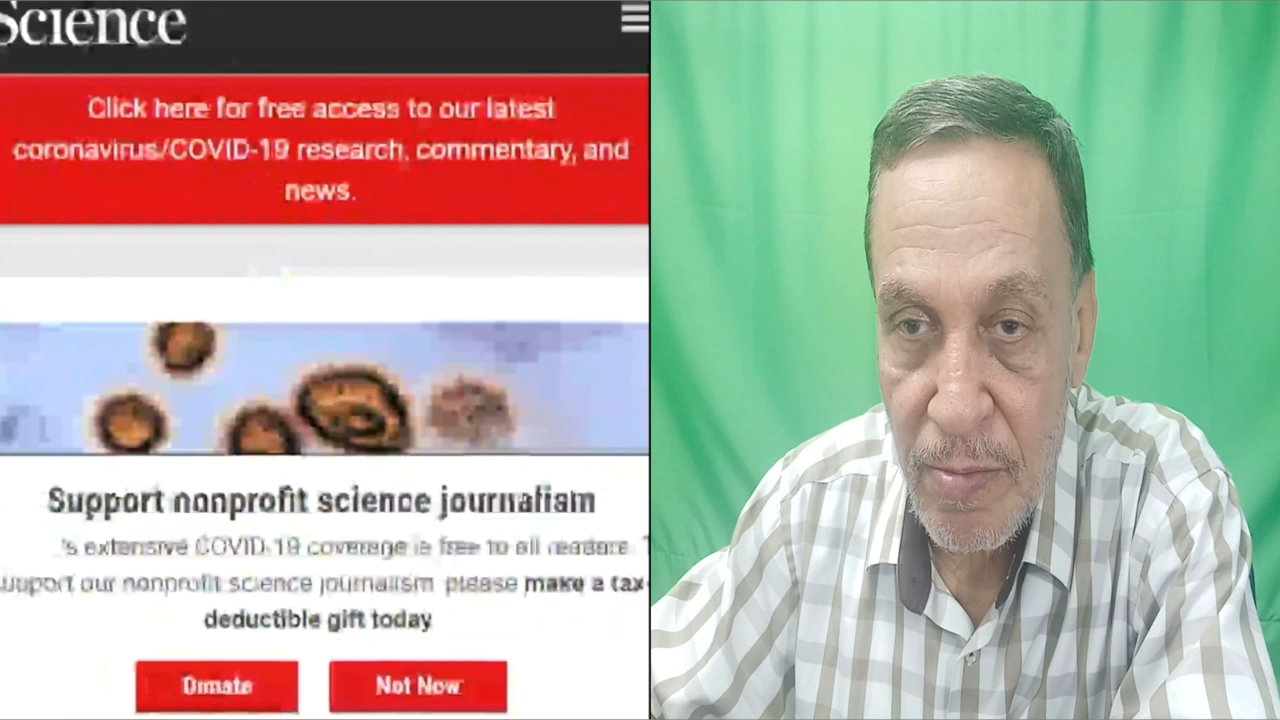 Science
Click here for free access to our latest
coronavirus/COVID-19 research, commentary, and
news.
Support nonprofit science journalism
's extensive COVID-19 coverage is free to all readers. T
upport our nonprofit science journalism please make a tax-
deductible gift today
Donate
Not Now